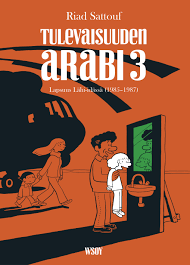 Riad Sattouf
TULEVAISUUDEN
ARABI 3
Lapsuus Lähi-idässä (1985–1987)
WSOY